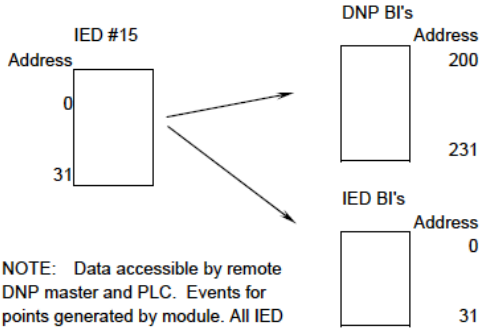 IED #15
Address
0
31
DNP BI's
Address
200
231
IED BI's
Address
0
31
NOTE: Data accessible by remote
DNP master and PLC. Events for
points generated by module. All IED